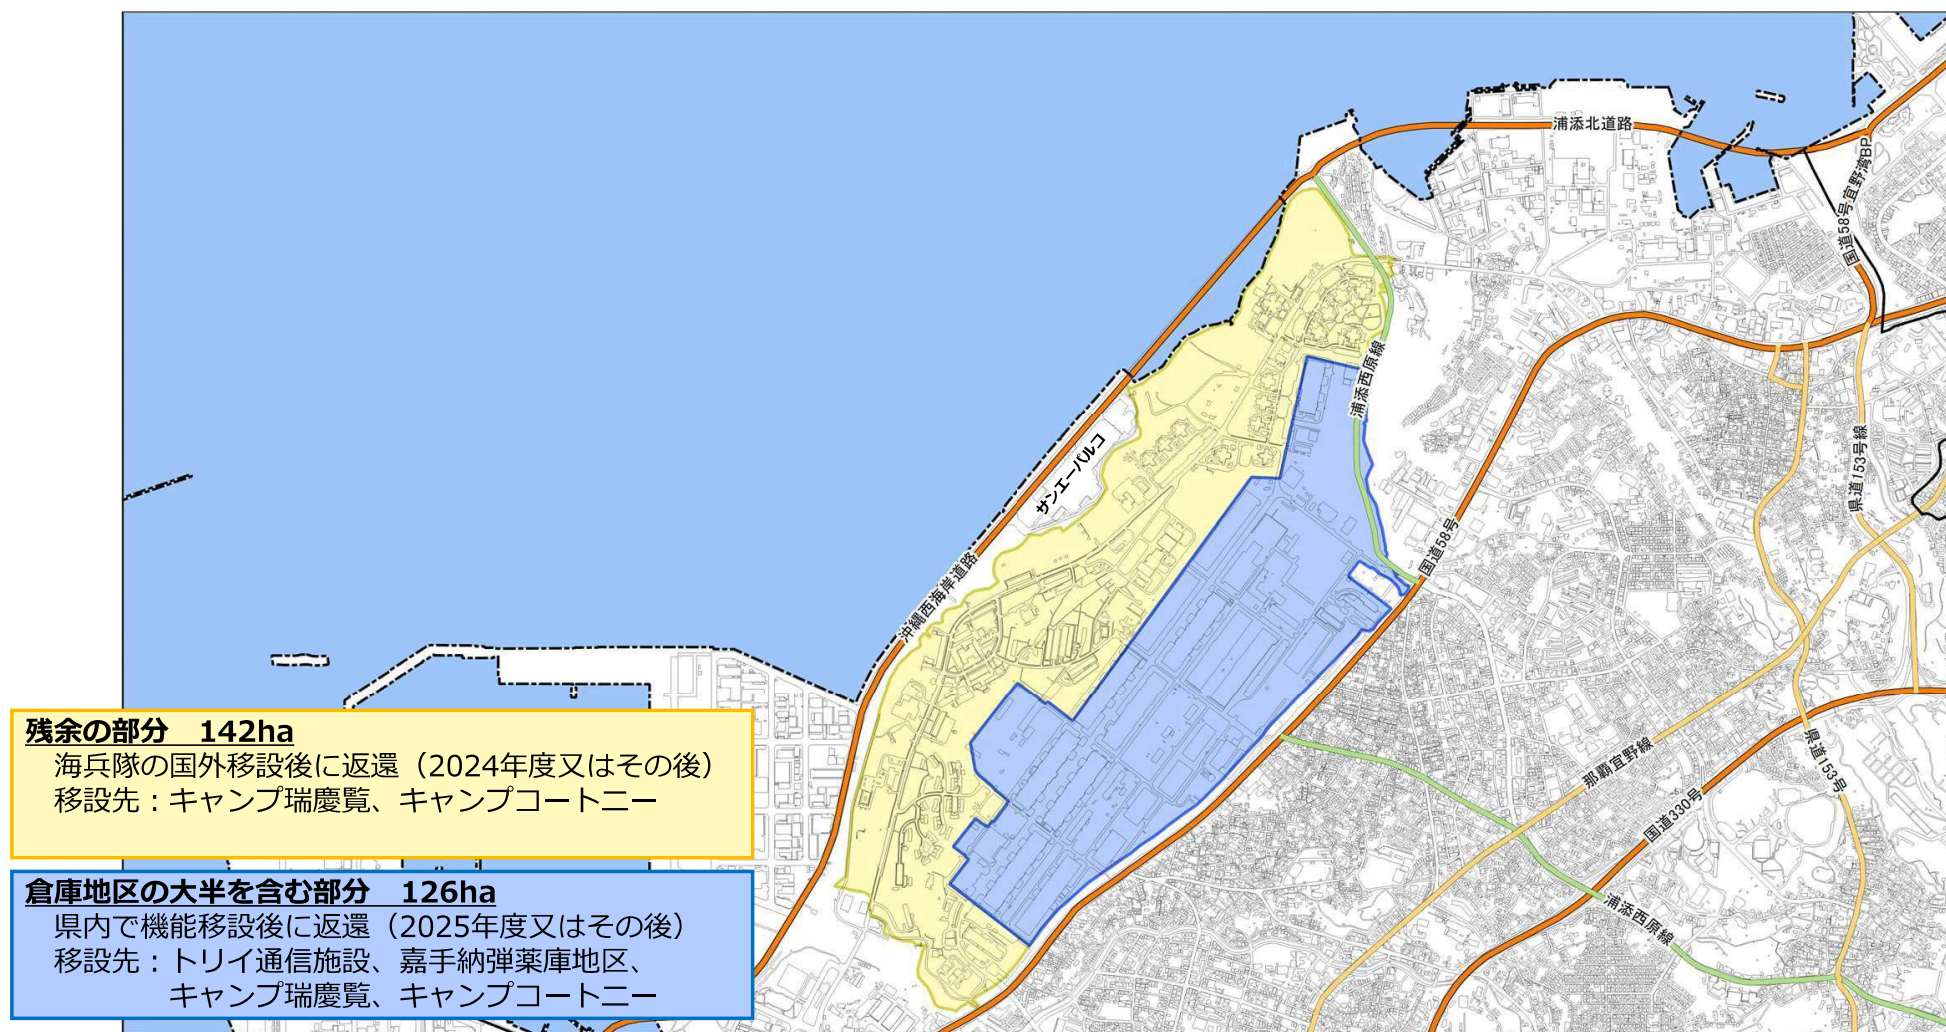 浦添北道路
国道58号宜野湾BP
浦添西原線
サンエーパルコ
県道153号線
国道58号
沖縄西海岸道路
残余の部分　142ha
海兵隊の国外移設後に返還（2024年度又はその後）
移設先：キャンプ瑞慶覧、キャンプコートニー
那覇宜野線
県道153号
国道330号
倉庫地区の大半を含む部分　126ha
県内で機能移設後に返還（2025年度又はその後）
移設先：トリイ通信施設、嘉手納弾薬庫地区、
キャンプ瑞慶覧、キャンプコートニー
浦添西原線